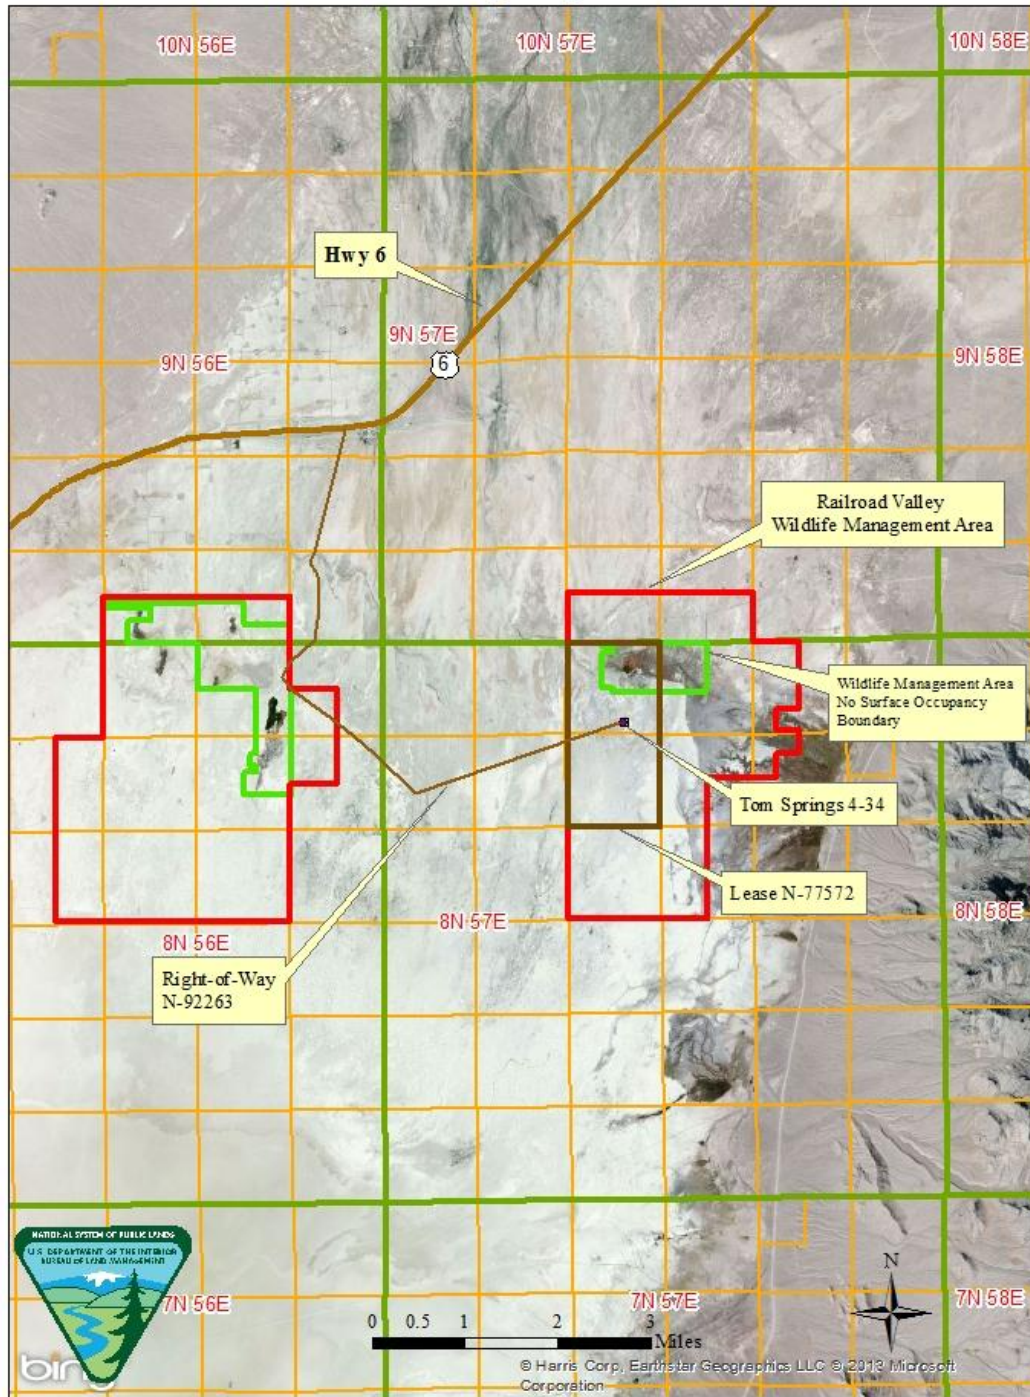 10N 56E
10N 57E
10N 58E
Hwy 6
9N 57E
9N 56E
6
9N 58E
Railroad Valley
Wildlife Management Area
Wildlife Management Area
No Surface Occupancy
Boundary
Tom Springs 4-34
Lease N-77572
8N 57E
8N 58E
8N 56E
Right-of-Way
N-92263
NATIONAL SYSTEM OF PUBLIC LANDS
U.S. DEPARTMENT OF THE INTERIOR
BUREAU OF LAND MANAGEMENT
N
7N 56E
7N 57E
7N 58E
0 0.5 1 2 3
Miles
bing
© Harris Corp, Earthstar Geographics LLC © 2013 Microsoft
Corporation